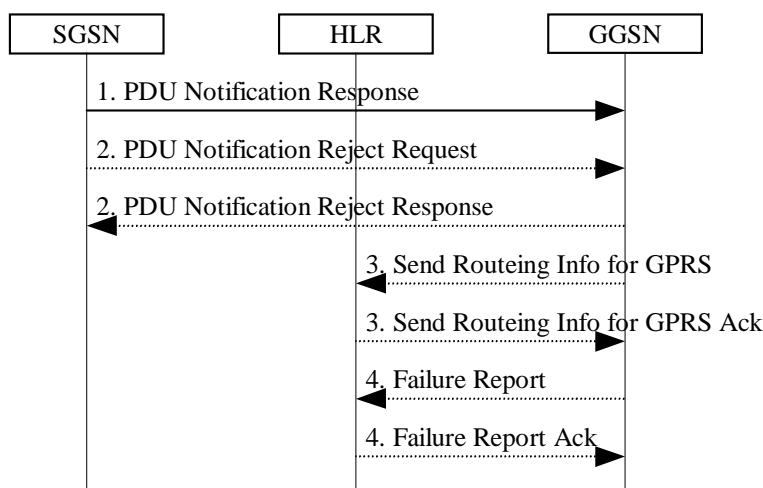 SGSN HLR GGSN
1. PDU Notification Response
2. PDU Notification Reject Request
2. PDU Notification Reject Response
3. Send Routeing Info for GPRS
3. Send Routeing Info for GPRS Ack
4. Failure Report
4. Failure Report Ack